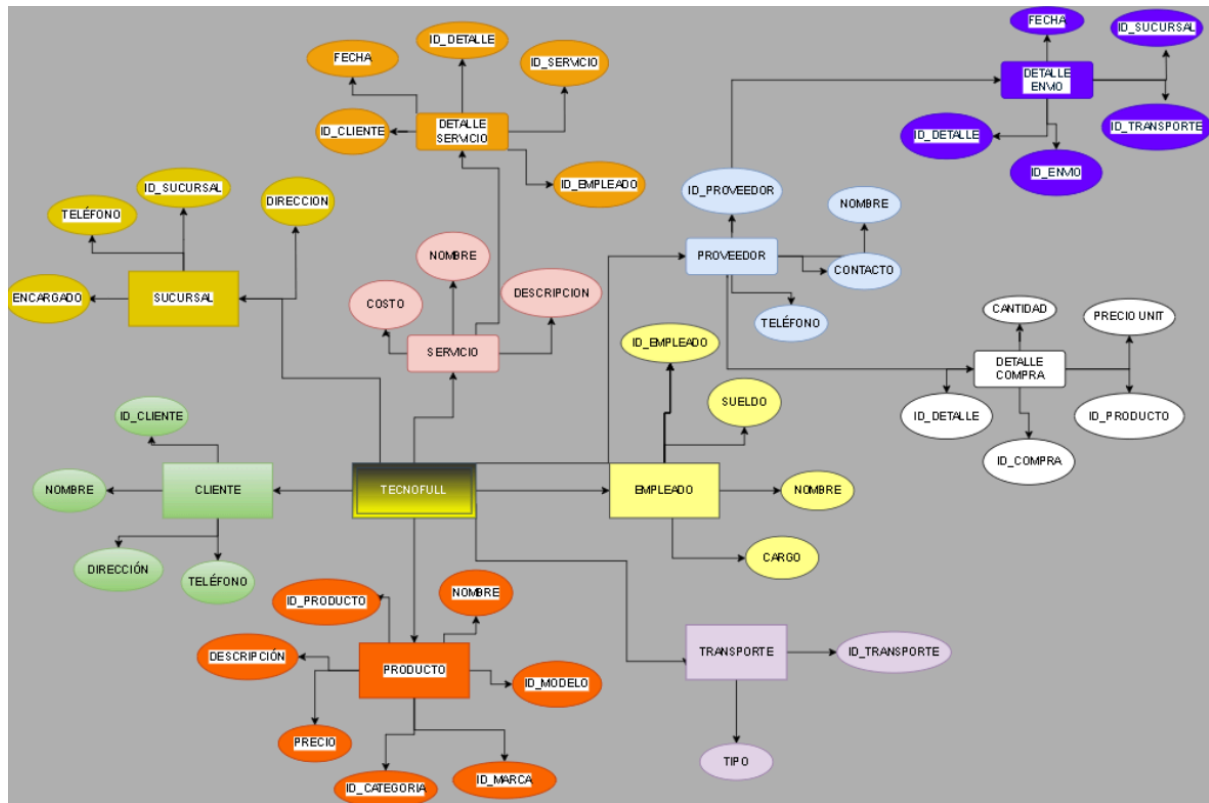 ID_DETALLE
FECHA
ID_SERVICIO
DETALLE
SERVICIO
ID_CLIENTE
ID_EMPLEADO
FECHA
ID_SUCURSAL
DETALLE
ENVIO
ID_DETALLE
ID_TRANSPORTE
ID_ENVIO
ID_SUCURSAL
TELÉFONO
DIRECCION
ENCARGADO
SUCURSAL
NOMBRE
COSTO
DESCRIPCION
SERVICIO
ID_PROVEEDOR
NOMBRE
PROVEEDOR
CONTACTO
TELÉFONO
CANTIDAD
PRECIO UNIT
DETALLE
COMPRA
ID_DETALLE
ID_PRODUCTO
ID_COMPRA
ID_EMPLEADO
SUELDO
EMPLEADO
NOMBRE
CARGO
ID_CLIENTE
NOMBRE
CLIENTE
DIRECCIÓN
TELÉFONO
TECNOFULL
ID_PRODUCTO
NOMBRE
DESCRIPCIÓN
PRODUCTO
ID_MODELO
PRECIO
ID_CATEGORIA
ID_MARCA
TRANSPORTE
ID_TRANSPORTE
TIPO